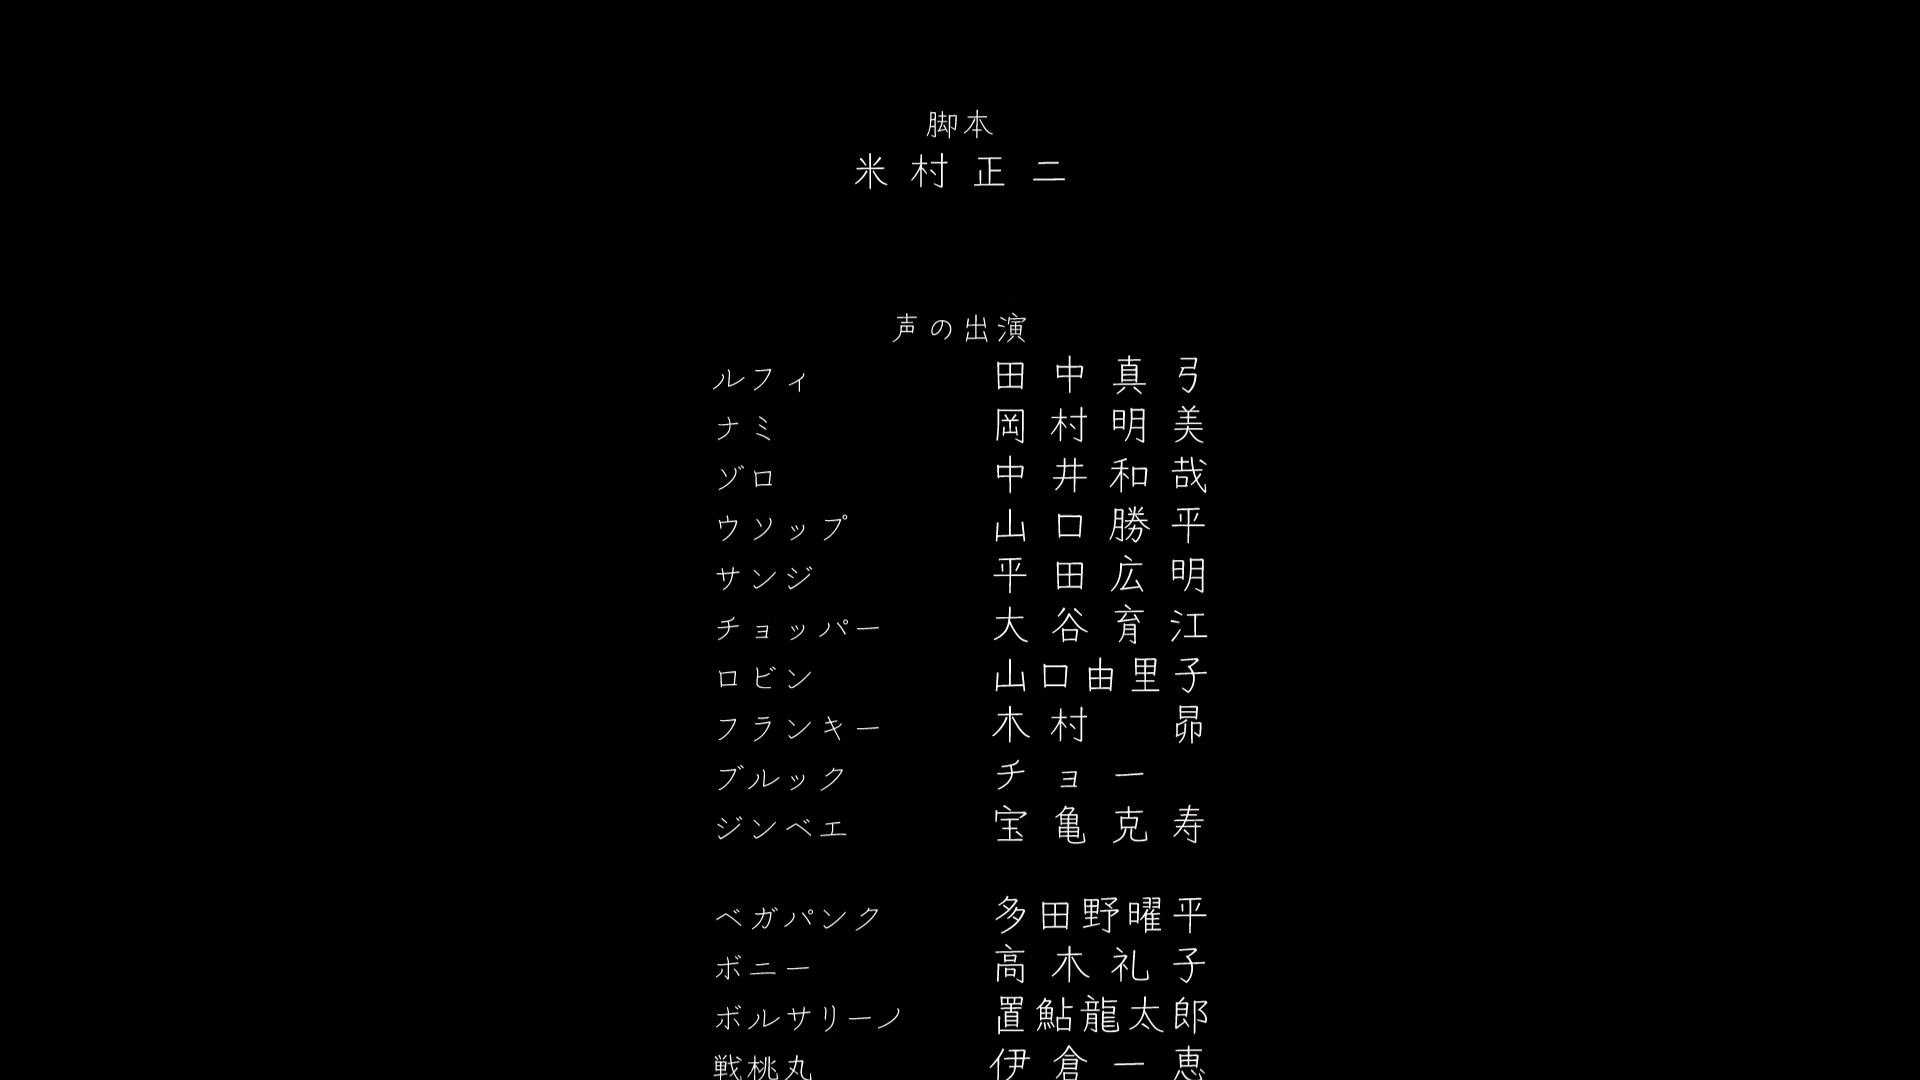 脚本
米村正二
声の出演
ルフィ 田中真弓
ナミ 岡村明美
ゾロ 中井和哉
ウソップ 山口勝平
サンジ 平田広明
チョッパー 大谷育江
ロビン 山口由里子
フランキー 木村 昴
ブルック チョー
ジンベエ 宝亀克寿
ベガパンク 多田野曜平
ボニー 高木礼子
ボルサリーノ 置鮎龍太郎
戦桃丸 伊倉一恵